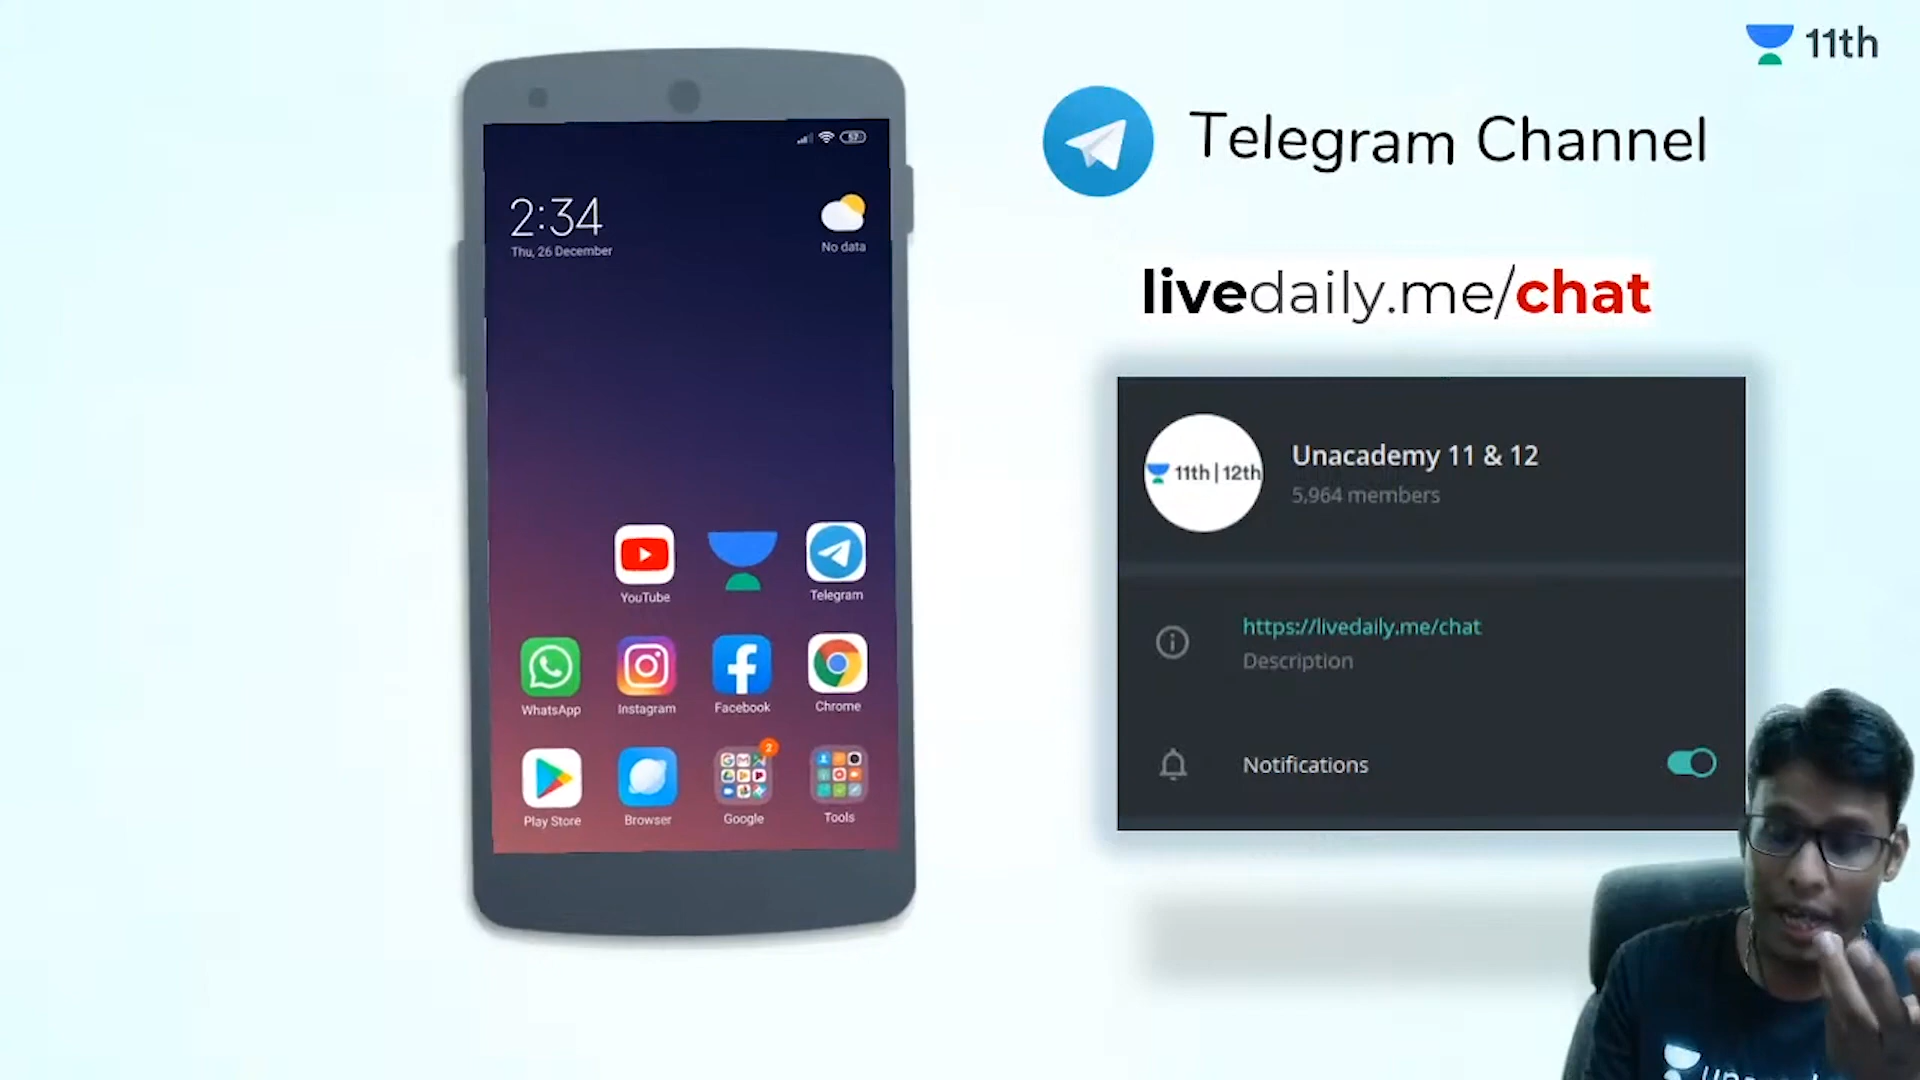 11th
Telegram Channel
livedaily.me/chat
57
2:34
Thu, 26 December
No data
YouTube
Telegram
WhatsApp
Instagram
Facebook
Chrome
2
Play Store
Browser
Google
Tools
11th|12th
Unacademy 11 & 12
5,964 members
https://livedaily.me/chat
Description
Notifications